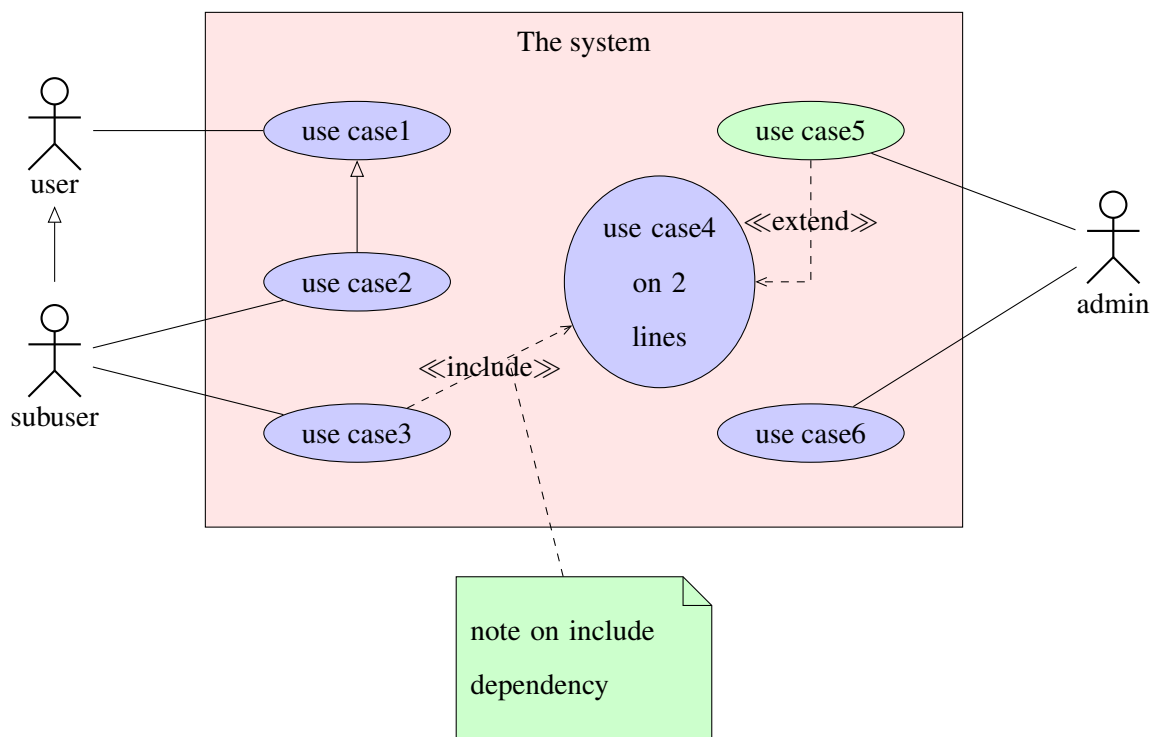 The system
use case1
use case5
user
use case4
on 2
lines
≪extend≫
use case2
admin
≪include≫
subuser
use case3
use case6
note on include
dependency